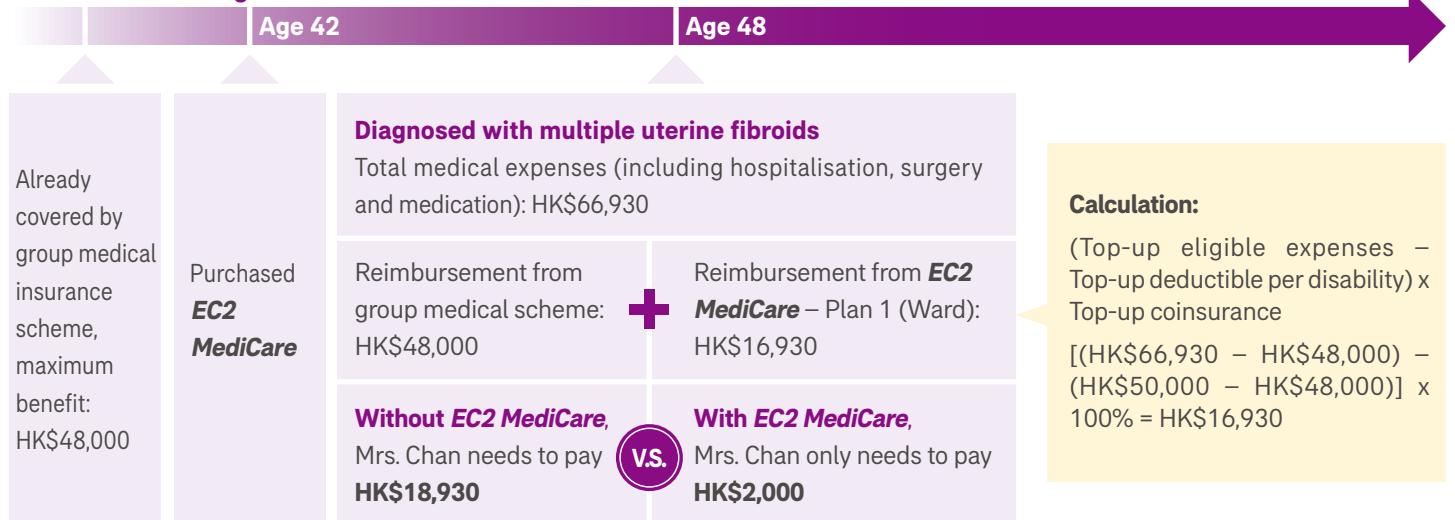 Age 42
Age 48
Already
covered by
group medical
insurance
scheme,
maximum
benefit:
HK$48,000
Purchased
EC2
MediCare
Diagnosed with multiple uterine fibroids
Total medical expenses (including hospitalisation, surgery
and medication): HK$66,930
Reimbursement from
group medical scheme:
HK$48,000
+
Reimbursement from EC2
MediCare – Plan 1 (Ward):
HK$16,930
Without EC2 MediCare,
Mrs. Chan needs to pay
HK$18,930
V.S.
With EC2 MediCare,
Mrs. Chan only needs to pay
HK$2,000
Calculation:
(Top-up eligible expenses –
Top-up deductible per disability) x
Top-up coinsurance
[(HK$66,930 – HK$48,000) –
(HK$50,000 – HK$48,000)] x
100% = HK$16,930